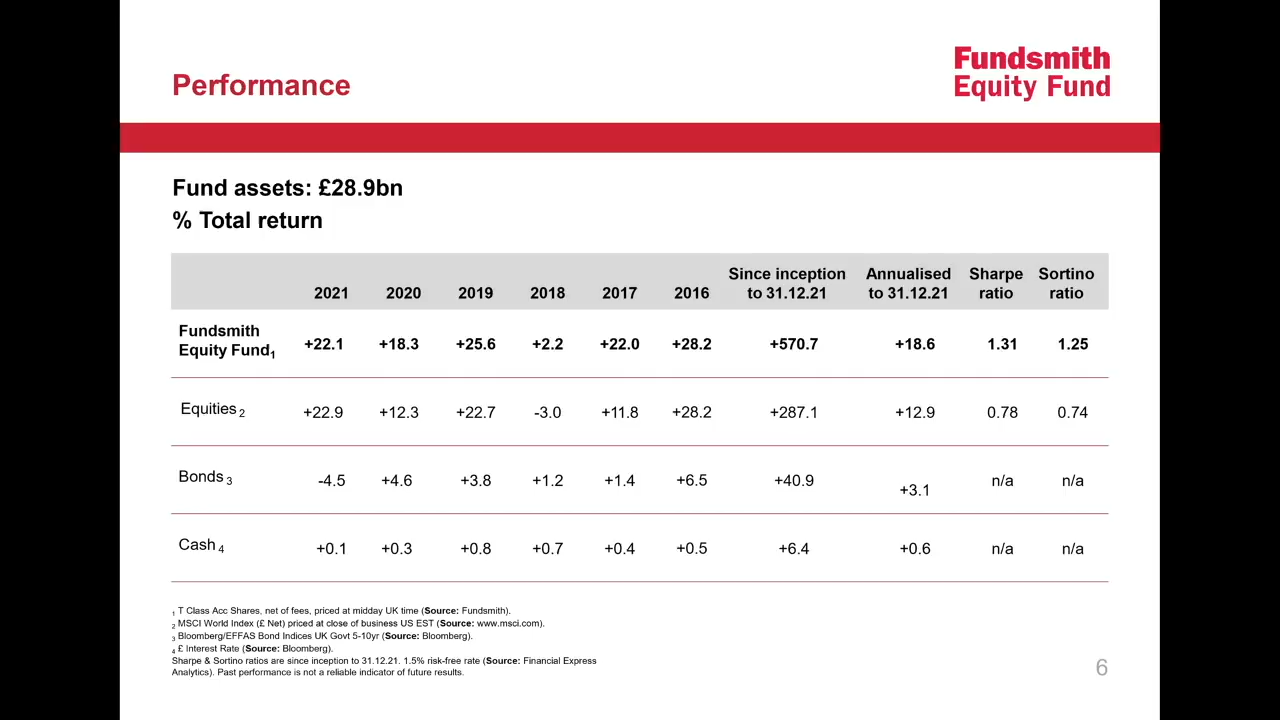 Performance
Fundsmith
Equity Fund
Fund assets: £28.9bn
% Total return
2021 2020 2019 2018 2017 2016 Since inception to 31.12.21 Annualised to 31.12.21 Sharpe ratio Sortino ratio
Fundsmith
Equity Fund1 +22.1 +18.3 +25.6 +2.2 +22.0 +28.2 +570.7 +18.6 1.31 1.25
Equities 2 +22.9 +12.3 +22.7 -3.0 +11.8 +28.2 +287.1 +12.9 0.78 0.74
Bonds 3 -4.5 +4.6 +3.8 +1.2 +1.4 +6.5 +40.9 +3.1 n/a n/a
Cash 4 +0.1 +0.3 +0.8 +0.7 +0.4 +0.5 +6.4 +0.6 n/a n/a
1 T Class Acc Shares, net of fees, priced at midday UK time (Source: Fundsmith).
2 MSCI World Index (£ Net) priced at close of business US EST (Source: www.msci.com).
3 Bloomberg/EFFAS Bond Indices UK Govt 5-10yr (Source: Bloomberg).
4 £ Interest Rate (Source: Bloomberg).
Sharpe & Sortino ratios are since inception to 31.12.21. 1.5% risk-free rate (Source: Financial Express
Analytics). Past performance is not a reliable indicator of future results.
6